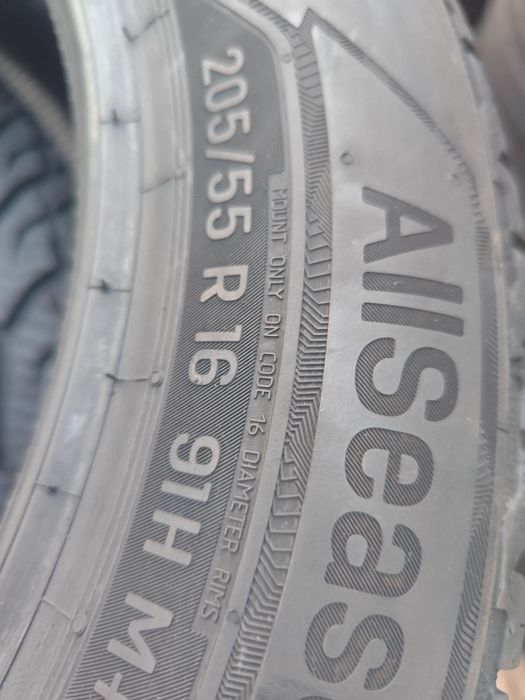 205/55 R 16 91H M+
MOUNT ONLY ON CODE 16 DIAMETER RIMS
AllSeas